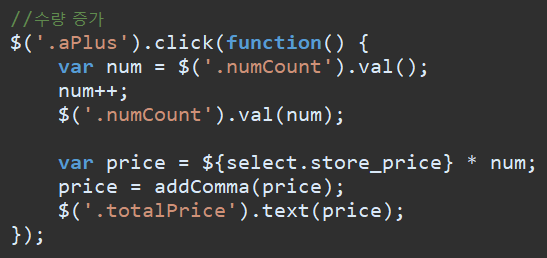 //수량 증가
$('.aPlus').click(function() {
    var num = $('.numCount').val();
    num++;
    $('.numCount').val(num);

    var price = ${select.store_price} * num;
    price = addComma(price);
    $('.totalPrice').text(price);
});